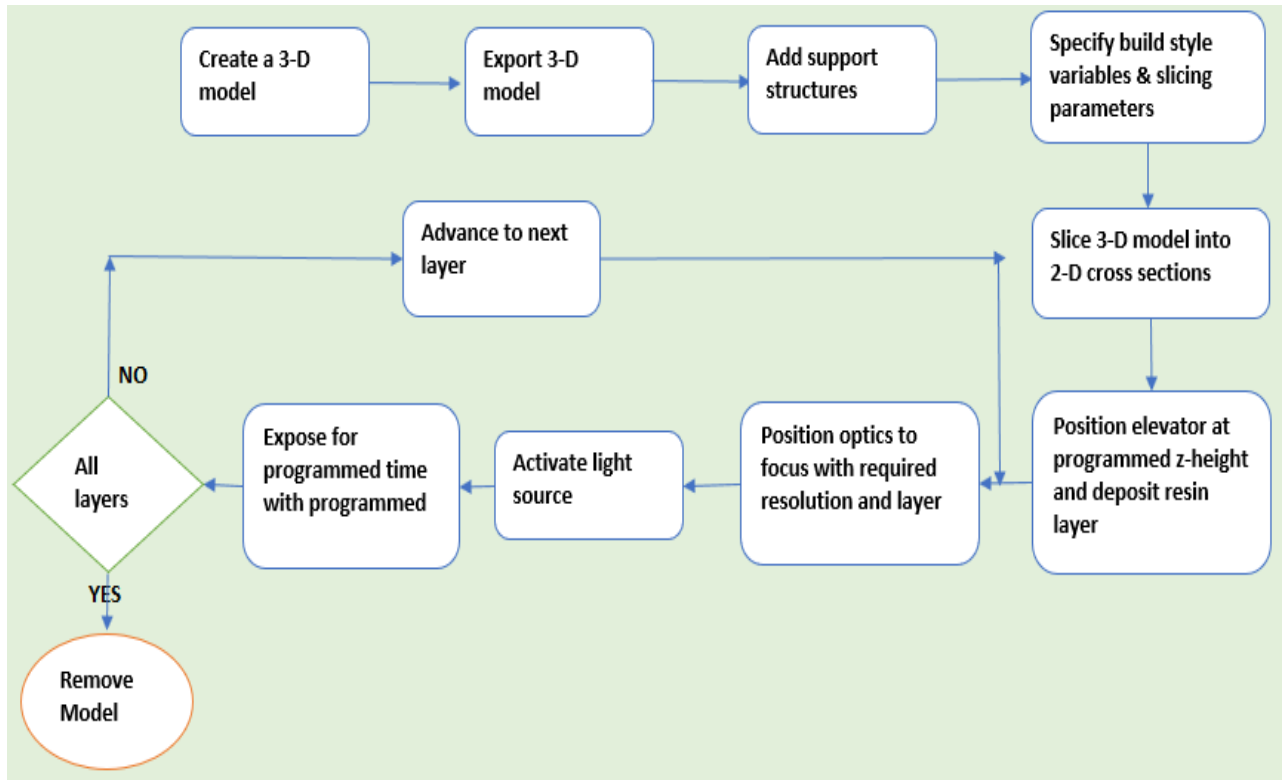 Create a 3-D
model
Export 3-D
model
Add support
structures
Specify build style
variables & slicing
parameters
Slice 3-D model into
2-D cross sections
Position elevator at
programmed z-height
and deposit resin
layer
Position optics to
focus with required
resolution and layer
Activate light
source
Expose for
programmed time
with programmed
All
layers
NO
Advance to next
layer
YES
Remove
Model